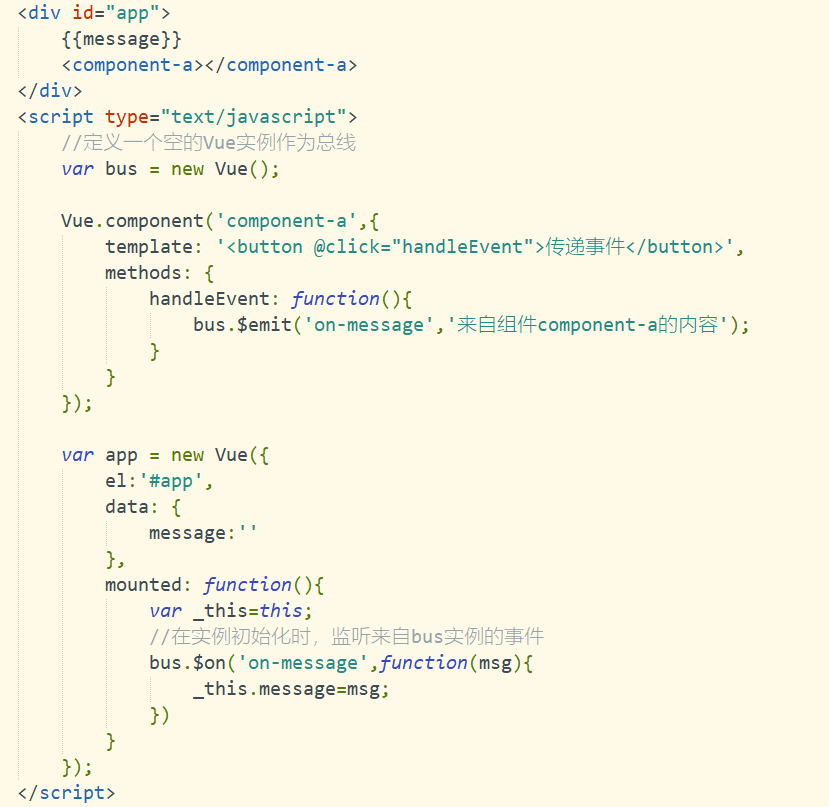 <div id="app">
    {{message}}
    <component-a></component-a>
</div>
<script type="text/javascript">
    //定义一个空的Vue实例作为总线
    var bus = new Vue();

    Vue.component('component-a',{
        template: '<button @click="handleEvent">传递事件</button>',
        methods: {
            handleEvent: function(){
                bus.$emit('on-message','来自组件component-a的内容');
            }
        }
    });

    var app = new Vue({
        el:'#app',
        data: {
            message:''
        },
        mounted: function(){
            var _this=this;
            //在实例初始化时，监听来自bus实例的事件
            bus.$on('on-message',function(msg){
                _this.message=msg;
            })
        }
    });
</script>